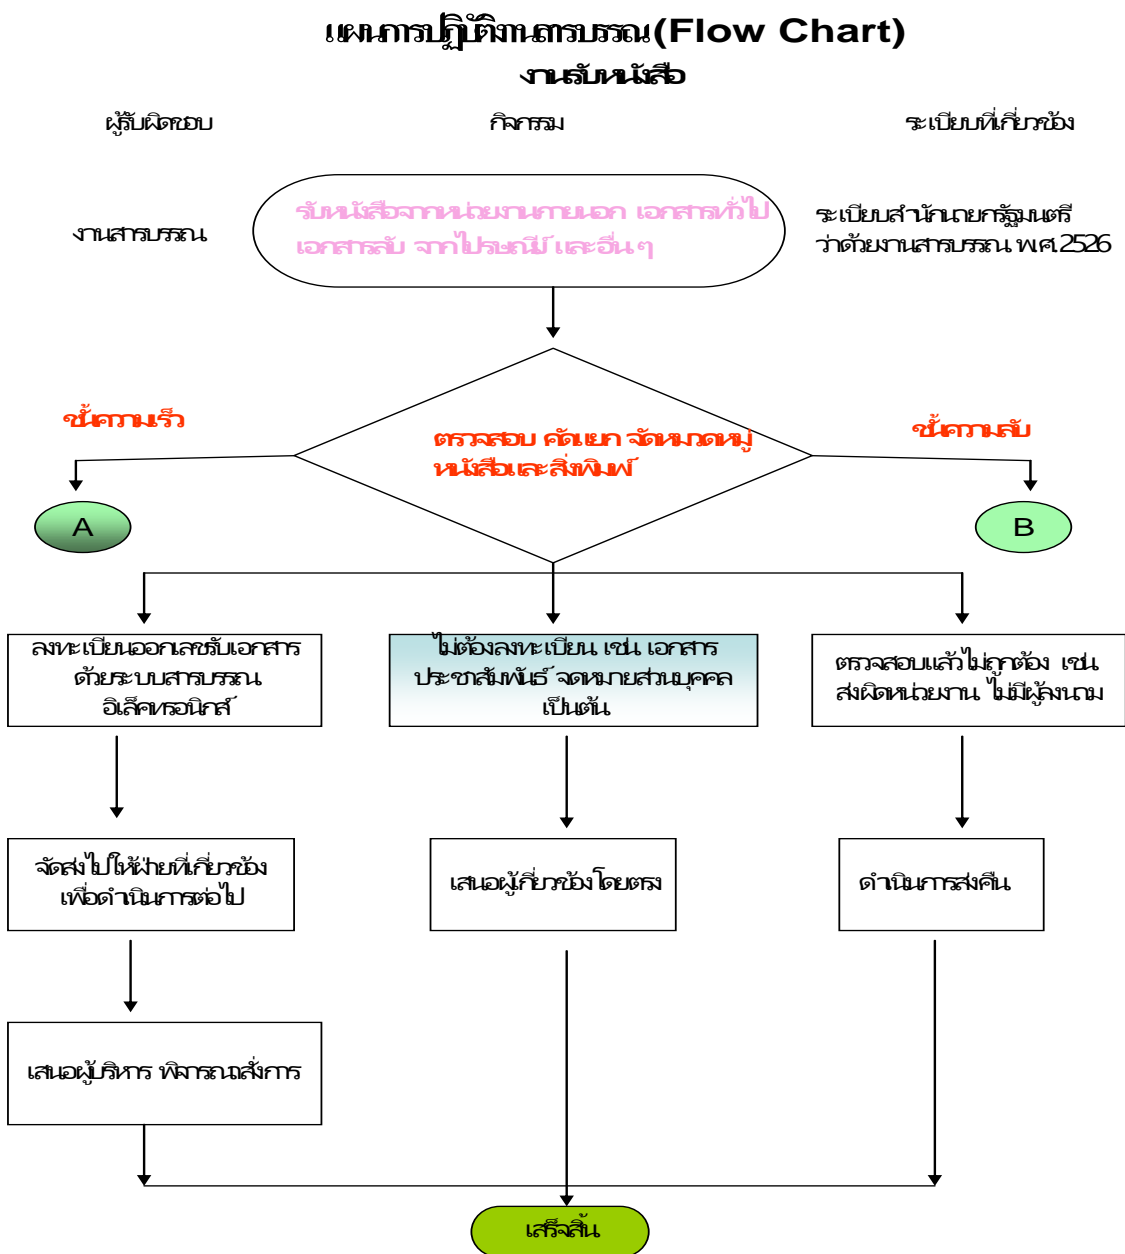 แผนการปฏิบัติงานสารบรรณ (Flow Chart)
งานรับหนังสือ
ผู้รับผิดชอบ
กิจกรรม
ระเบียบที่เกี่ยวข้อง
งานสารบรรณ
รับหนังสือจากหน่วยงานภายนอก เอกสารทั่วไป
เอกสารลับ จากไปรษณีย์ และอื่น ๆ
ระเบียบสำนักนายกรัฐมนตรี
ว่าด้วยงานสารบรรณ พ.ศ.2526
ชั้นความเร็ว
ตรวจสอบ คัดแยก จัดหมวดหมู่
หนังสือและสิ่งพิมพ์
ชั้นความลับ
A
B
ลงทะเบียนออกเลขรับเอกสาร
ด้วยระบบสารบรรณ
อิเล็คทรอนิกส์
ไม่ต้องลงทะเบียน เช่น เอกสาร
ประชาสัมพันธ์ จดหมายส่วนบุคคล
เป็นต้น
ตรวจสอบแล้วไม่ถูกต้อง เช่น
ส่งผิดหน่วยงาน ไม่มีผู้ลงนาม
จัดส่งไปให้ฝ่ายที่เกี่ยวข้อง
เพื่อดำเนินการต่อไป
เสนอผู้เกี่ยวข้องโดยตรง
ดำเนินการส่งคืน
เสนอผู้บริหาร พิจารณาสั่งการ
เสร็จสิ้น